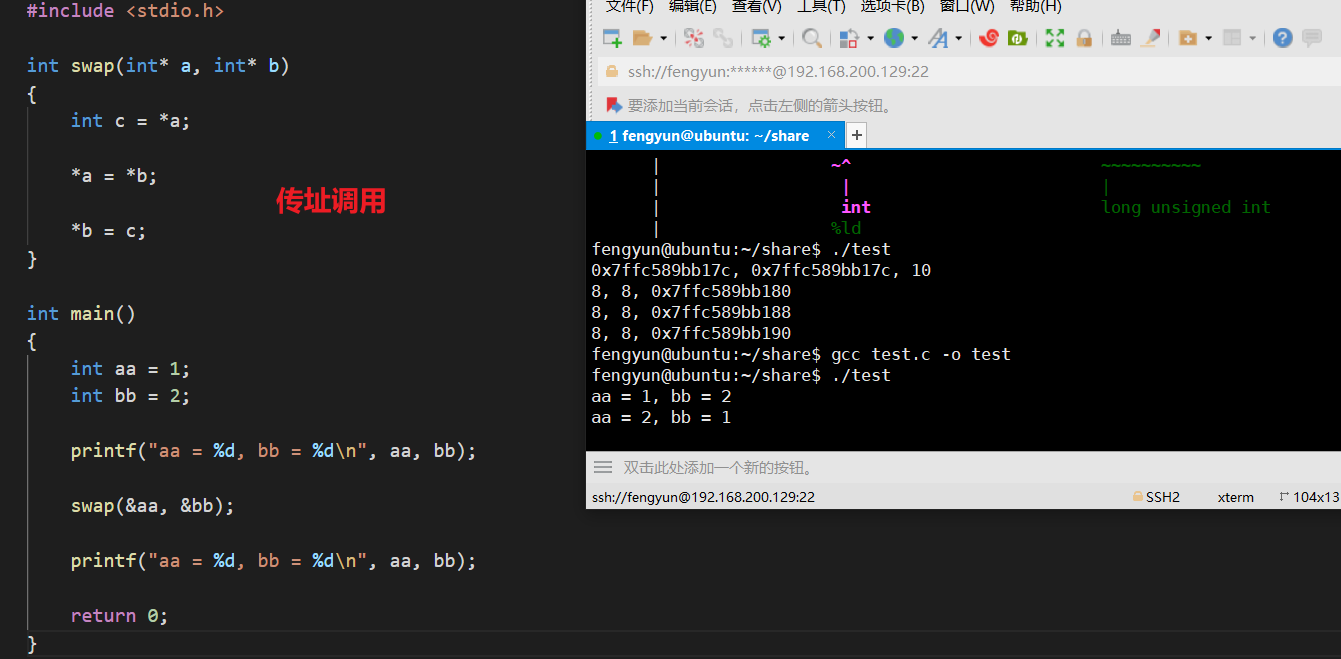 #include <stdio.h>
int swap(int* a, int* b)
{
int c = *a;
*a = *b;
*b = c;
}
传址调用
int main()
{
int aa = 1;
int bb = 2;
printf("aa = %d, bb = %d\n", aa, bb);
swap(&aa, &bb);
printf("aa = %d, bb = %d\n", aa, bb);
return 0;
}
文件(F) 编辑(E) 查看(V) 工具(T) 选项卡(B) 窗口(W) 帮助(H)
ssh://fengyun:******@192.168.200.129:22
要添加当前会话，点击左侧的箭头按钮。
1 fengyun@ubuntu: ~/share × +
| ~^ ~~~~~~~~~~
| | |
| int long unsigned int
| %ld
fengyun@ubuntu:~/share$ ./test
0x7ffc589bb17c, 0x7ffc589bb17c, 10
8, 8, 0x7ffc589bb180
8, 8, 0x7ffc589bb188
8, 8, 0x7ffc589bb190
fengyun@ubuntu:~/share$ gcc test.c -o test
fengyun@ubuntu:~/share$ ./test
aa = 1, bb = 2
aa = 2, bb = 1
双击此处添加一个新的按钮。
ssh://fengyun@192.168.200.129:22 SSH2 xterm 104x13